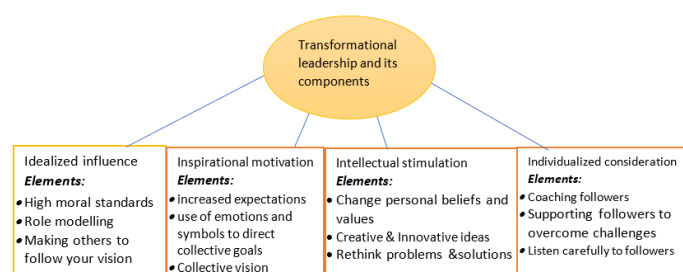 Transformational
leadership and its
components
Idealized influence
Elements:
• High moral standards
• Role modelling
• Making others to
follow your vision
Inspirational motivation
Elements:
• increased expectations
• use of emotions and
symbols to direct
collective goals
• Collective vision
Intellectual stimulation
Elements:
• Change personal beliefs and
values
• Creative & Innovative ideas
• Rethink problems &solutions
Individualized consideration
Elements:
• Coaching followers
• Supporting followers to
overcome challenges
• Listen carefully to followers